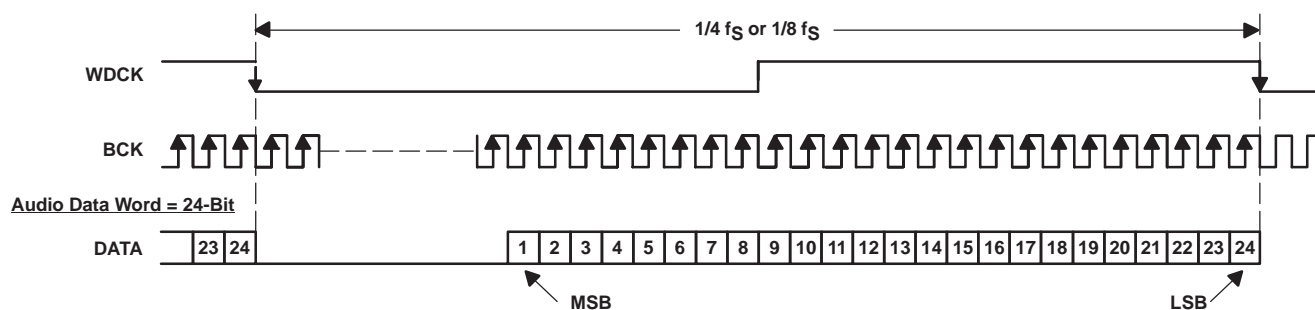 1/4 fS or 1/8 fS
WDCK
BCK
Audio Data Word = 24-Bit
DATA 23 24 1 2 3 4 5 6 7 8 9 10 11 12 13 14 15 16 17 18 19 20 21 22 23 24
MSB LSB